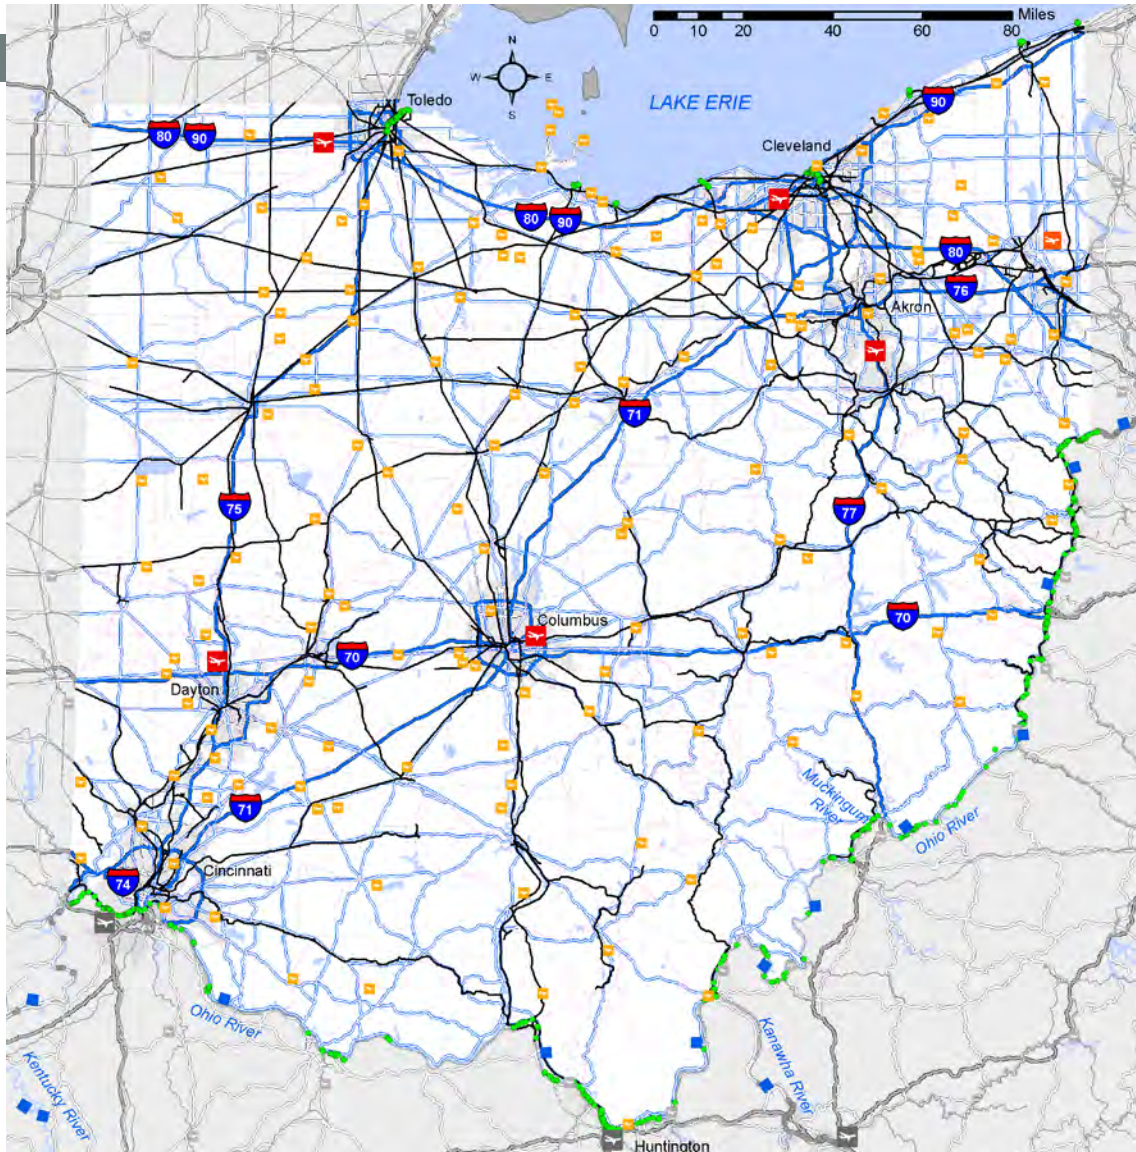 Miles
0 10 20 40 60 80
N
W E
S
LAKE ERIE
Toledo
90
80 90
Cleveland
80 90
80
76
Akron
71
75
77
70
Columbus
70
Dayton
Muckingum
River
71
Ohio River
Cincinnati
74
Ohio River
Kanawha River
Kentucky River
Huntington